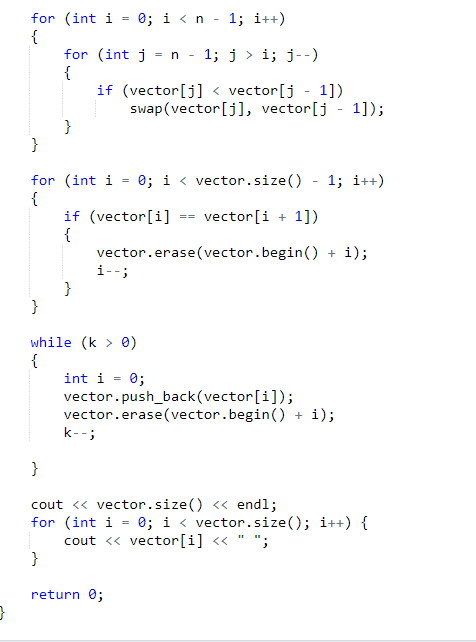 for (int i = 0; i < n - 1; i++)
{
for (int j = n - 1; j > i; j--)
{
if (vector[j] < vector[j - 1])
swap(vector[j], vector[j - 1]);
}
}
for (int i = 0; i < vector.size() - 1; i++)
{
if (vector[i] == vector[i + 1])
{
vector.erase(vector.begin() + i);
i--;
}
}
while (k > 0)
{
int i = 0;
vector.push_back(vector[i]);
vector.erase(vector.begin() + i);
k--;
}
cout << vector.size() << endl;
for (int i = 0; i < vector.size(); i++) {
cout << vector[i] << " ";
}
return 0;
}